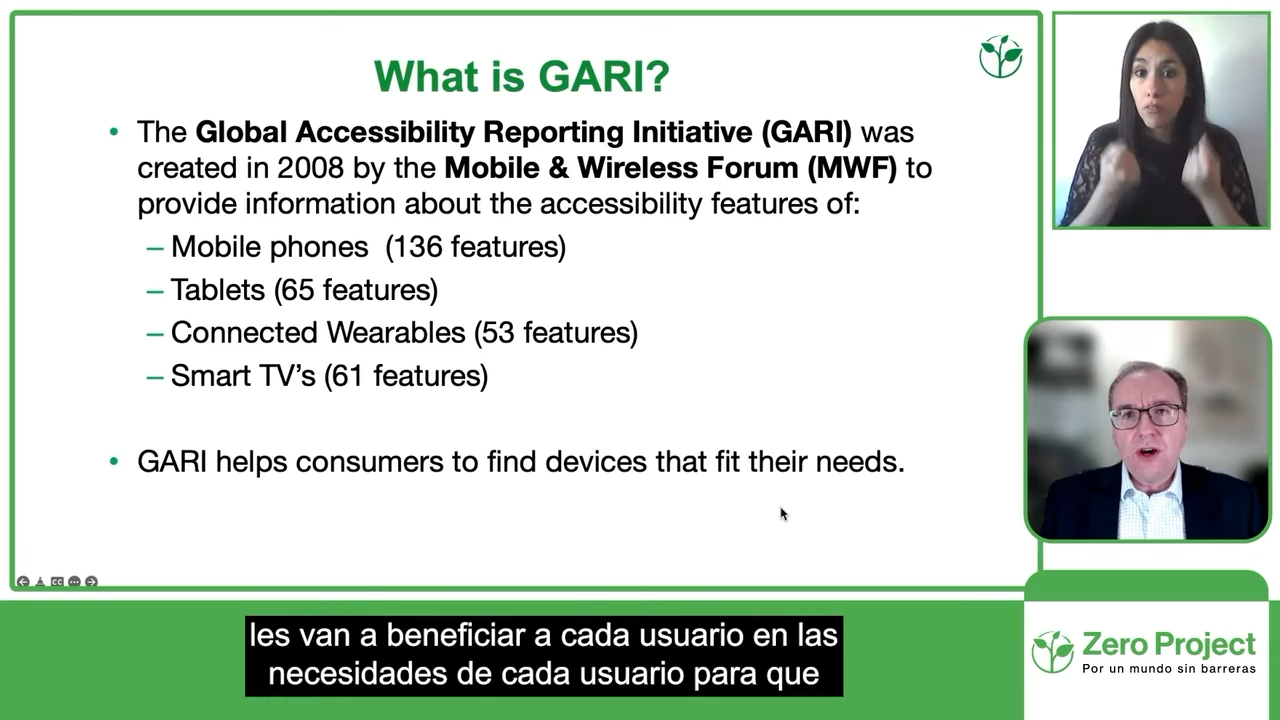 What is GARI?
• The Global Accessibility Reporting Initiative (GARI) was
created in 2008 by the Mobile & Wireless Forum (MWF) to
provide information about the accessibility features of:
– Mobile phones  (136 features)
– Tablets (65 features)
– Connected Wearables (53 features)
– Smart TV’s (61 features)
• GARI helps consumers to find devices that fit their needs.
les van a beneficiar a cada usuario en las
necesidades de cada usuario para que
Zero Project
Por un mundo sin barreras